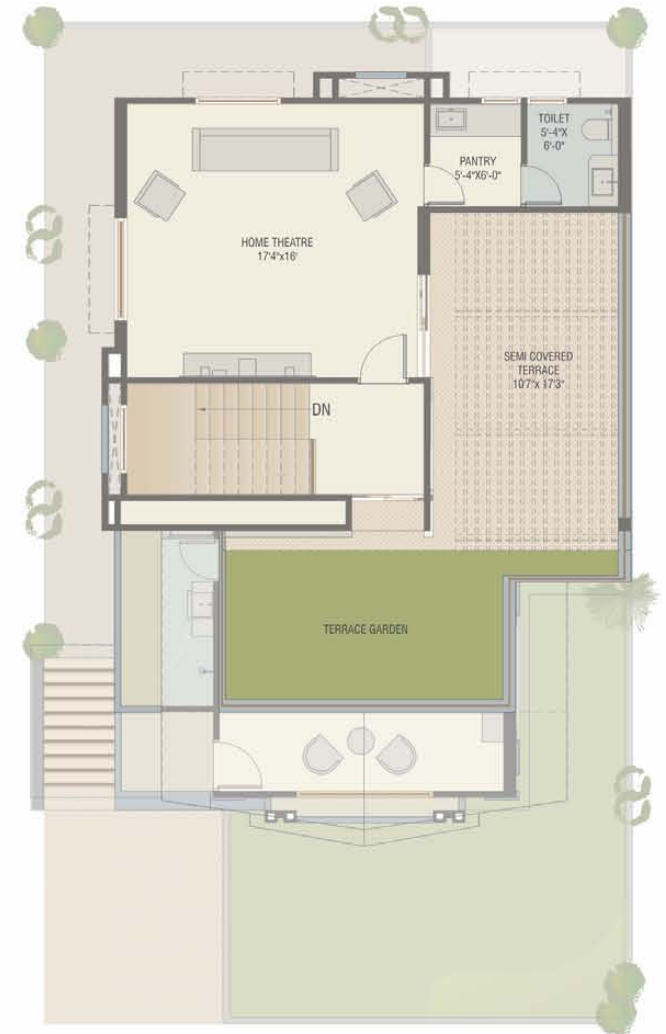 TOILET
5'-4"X
6'-0"
PANTRY
5'-4"X6'-0"
HOME THEATRE
17'4"x16'
SEMI COVERED
TERRACE
10'7"x 17'3"
DN
TERRACE GARDEN